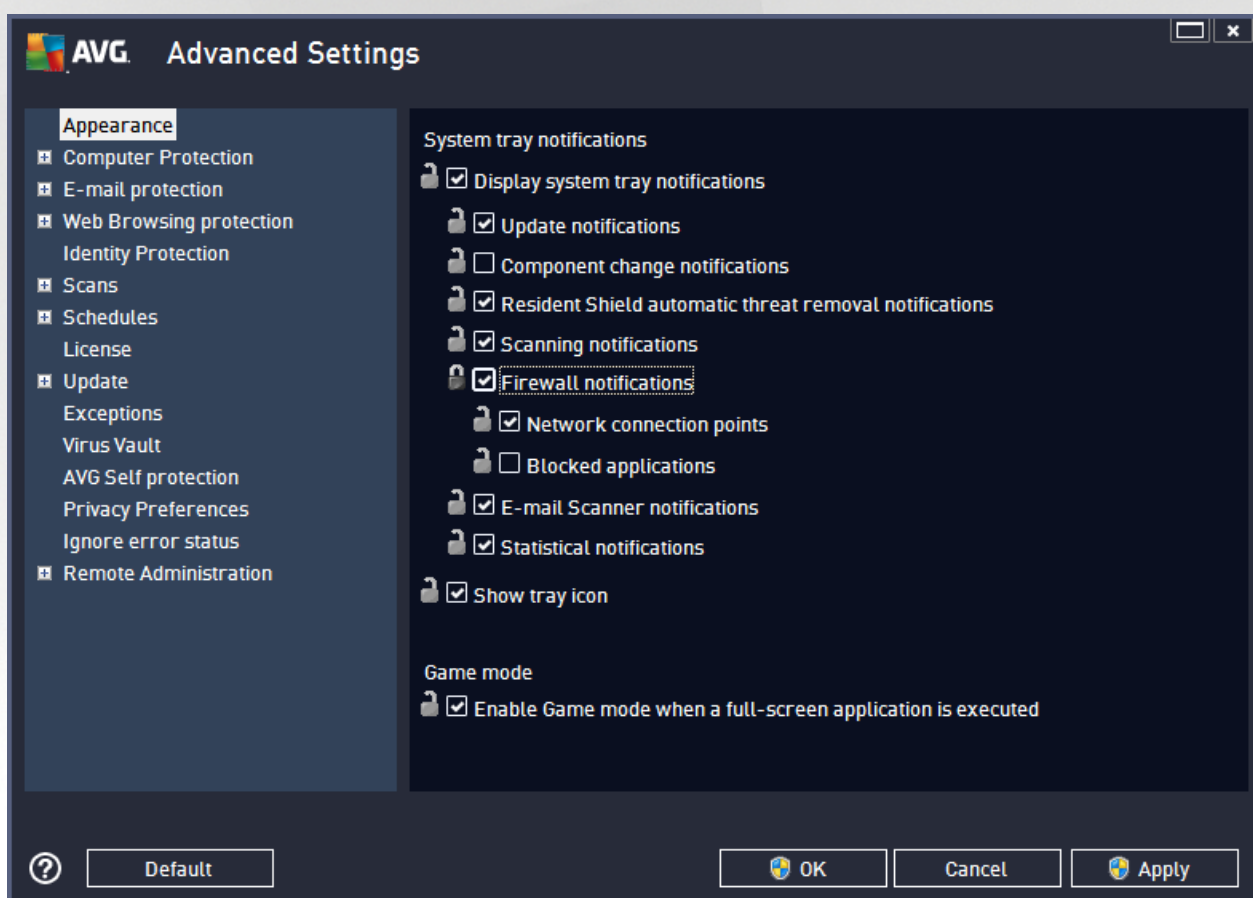 AVG. Advanced Settings
Appearance
Computer Protection
E-mail protection
Web Browsing protection
Identity Protection
Scans
Schedules
License
Update
Exceptions
Virus Vault
AVG Self protection
Privacy Preferences
Ignore error status
Remote Administration
System tray notifications
Display system tray notifications
Update notifications
Component change notifications
Resident Shield automatic threat removal notifications
Scanning notifications
Firewall notifications
Network connection points
Blocked applications
E-mail Scanner notifications
Statistical notifications
Show tray icon
Game mode
Enable Game mode when a full-screen application is executed
? Default OK Cancel Apply